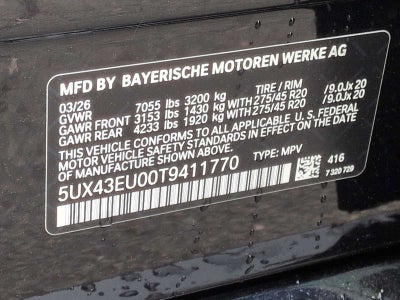 MFD BY BAYERISCHE MOTOREN WERKE AG
03/26 7055 lbs 3200 kg TIRE / RIM
GVWR
GAWR FRONT 3153 lbs 1430 kg WITH 275/45 R20 /9.0Jx 20
GAWR REAR 4233 lbs 1920 kg WITH 275/45 R20 /9.0Jx 20
THIS VEHICLE CONFORMS TO ALL APPLICABLE U. S. FEDERAL
MOTOR VEHICLE SAFETY STANDARDS IN EFFECT ON THE DATE OF
MANUFACTURE SHOWN ABOVE.
5UX43EU00T9411770 TYPE: MPV
416
7 320 729